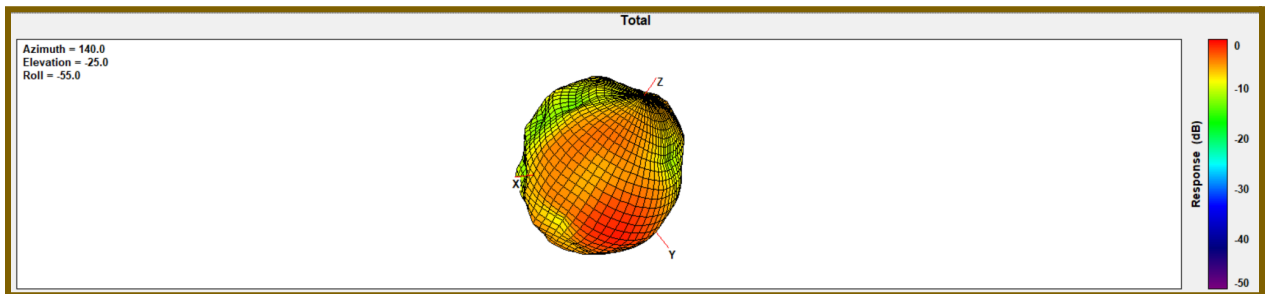 Total
Azimuth = 140.0
Elevation = -25.0
Roll = -55.0
Z
X
Y
Response (dB)
0
-10
-20
-30
-40
-50